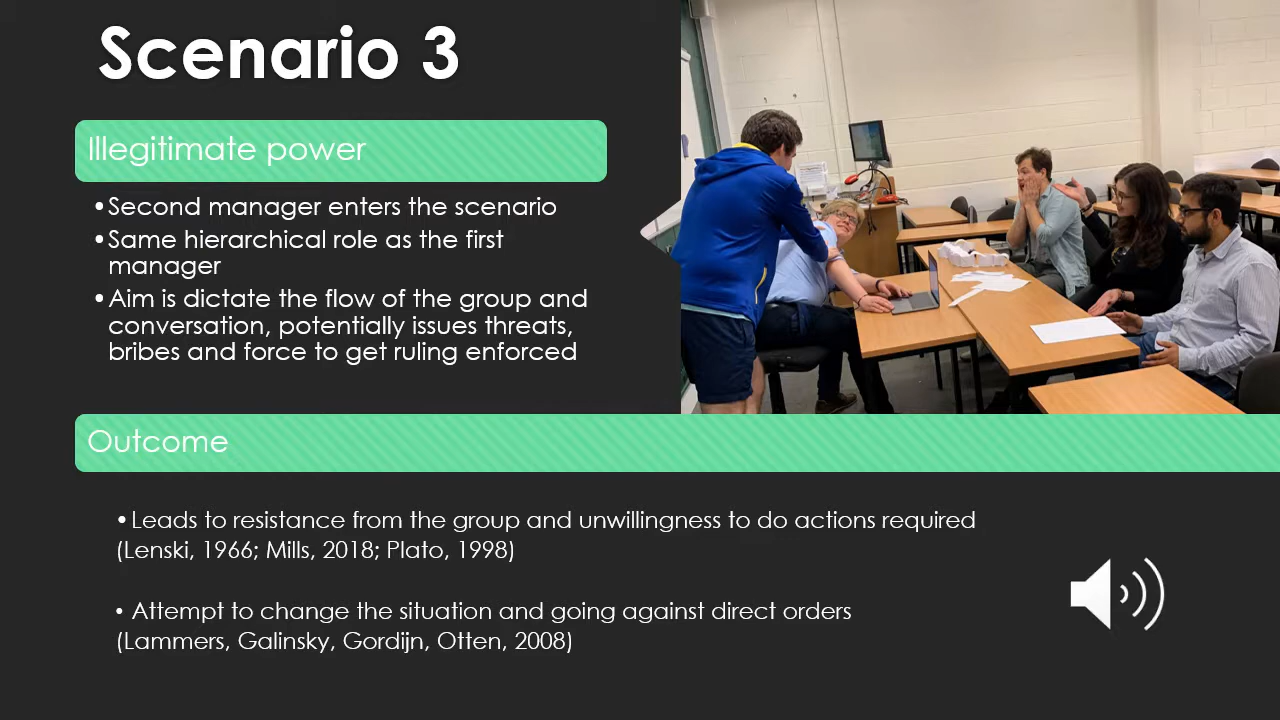 Scenario 3
Illegitimate power
•Second manager enters the scenario
•Same hierarchical role as the first
manager
•Aim is dictate the flow of the group and
conversation, potentially issues threats,
bribes and force to get ruling enforced
Outcome
•Leads to resistance from the group and unwillingness to do actions required
(Lenski, 1966; Mills, 2018; Plato, 1998)
• Attempt to change the situation and going against direct orders
(Lammers, Galinsky, Gordijn, Otten, 2008)